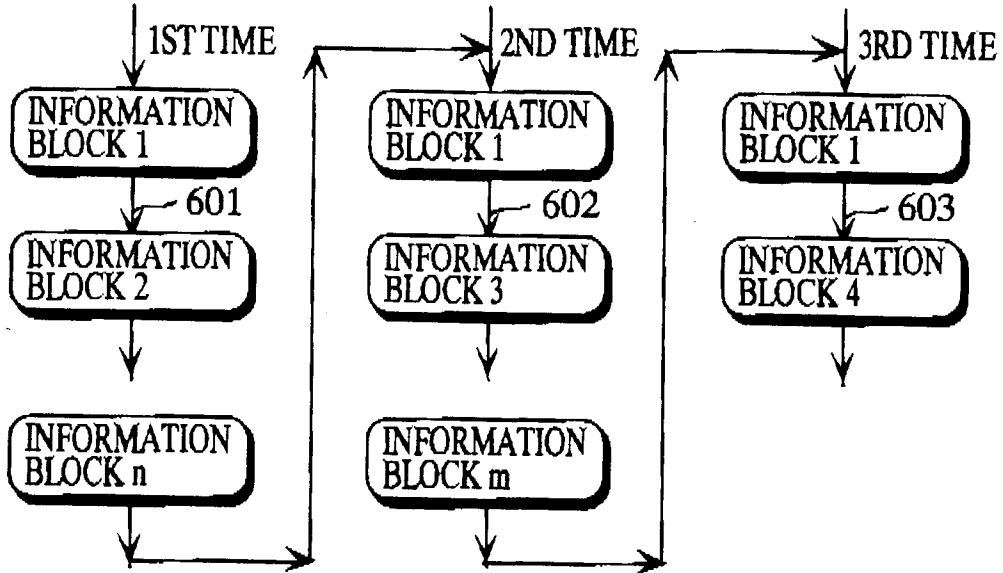 1ST TIME
INFORMATION
BLOCK 1
601
INFORMATION
BLOCK 2
INFORMATION
BLOCK n
2ND TIME
INFORMATION
BLOCK 1
602
INFORMATION
BLOCK 3
INFORMATION
BLOCK m
3RD TIME
INFORMATION
BLOCK 1
603
INFORMATION
BLOCK 4